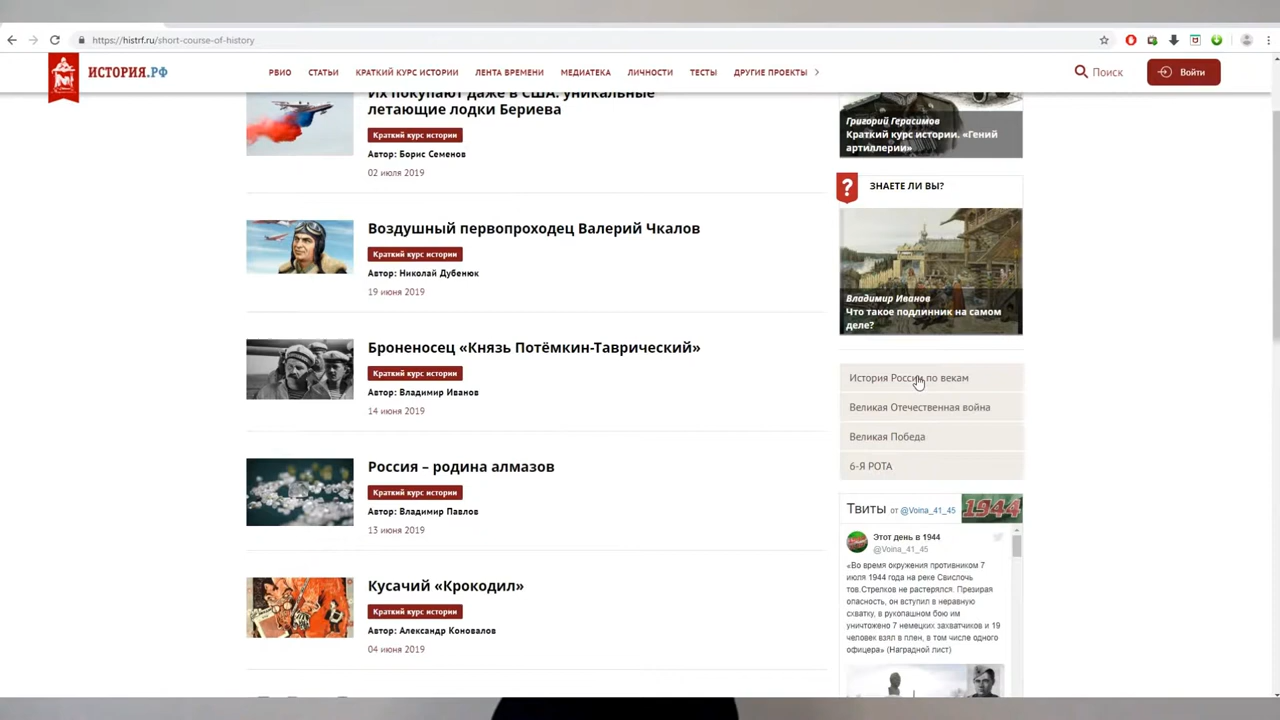 https://histrf.ru/short-course-of-history
ИСТОРИЯ.РФ
РВИО СТАТЬИ КРАТКИЙ КУРС ИСТОРИИ ЛЕНТА ВРЕМЕНИ МЕДИАТЕКА ЛИЧНОСТИ ТЕСТЫ ДРУГИЕ ПРОЕКТЫ
Поиск
Войти
Их покупают даже в США: уникальные
летающие лодки Бериева
Краткий курс истории
Автор: Борис Семенов
02 июля 2019
Воздушный первопроходец Валерий Чкалов
Краткий курс истории
Автор: Николай Дубенюк
19 июня 2019
Броненосец «Князь Потёмкин-Таврический»
Краткий курс истории
Автор: Владимир Иванов
14 июня 2019
Россия – родина алмазов
Краткий курс истории
Автор: Владимир Павлов
13 июня 2019
Кусачий «Крокодил»
Краткий курс истории
Автор: Александр Коновалов
04 июня 2019
Григорий Герасимов
Краткий курс истории. «Гений
артиллерии»
?
ЗНАЕТЕ ЛИ ВЫ?
Владимир Иванов
Что такое подлинник на самом
деле?
История России по векам
Великая Отечественная война
Великая Победа
6-Я РОТА
Твиты от @Voina_41_45
1944
Этот день в 1944
@Voina_41_45
«Во время окружения противником 7
июля 1944 года на реке Свислочь
тов.Стрелков не растерялся. Презирая
опасность, он вступил в неравную
схватку, в рукопашном бою им
уничтожено 7 немецких захватчиков и 19
человек взял в плен, в том числе одного
офицера» (Наградной лист)